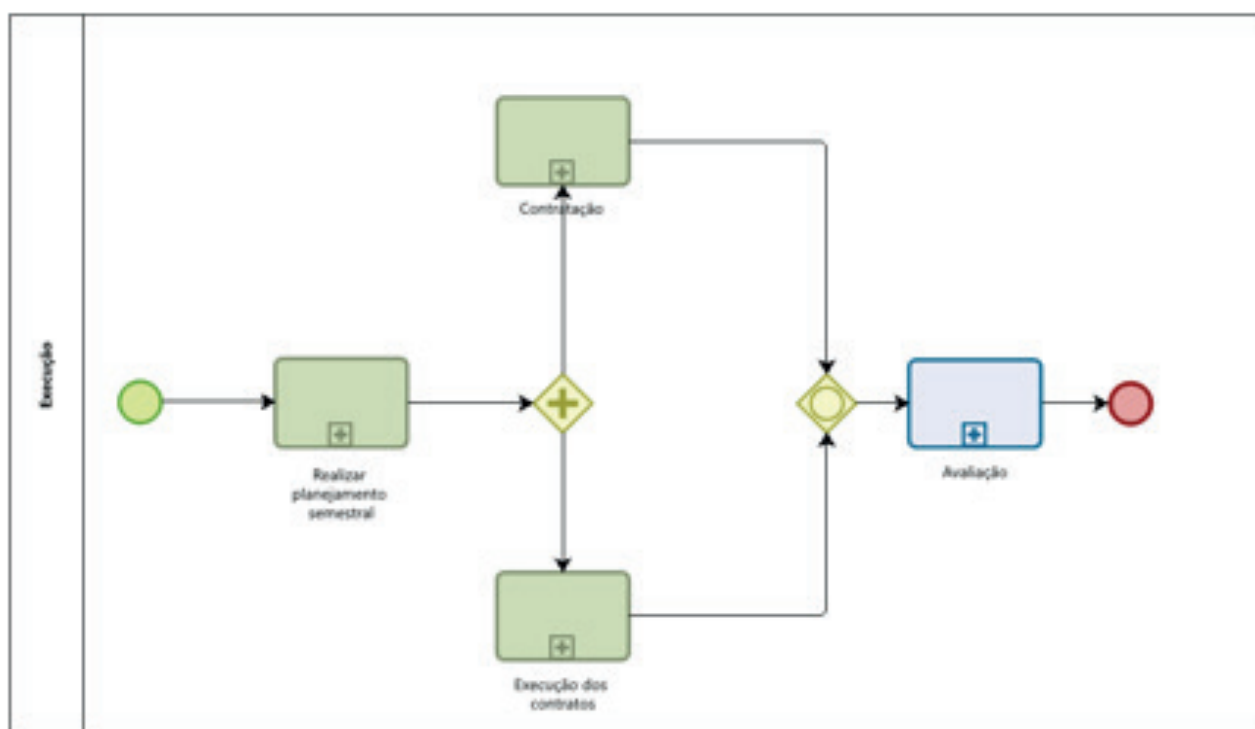 Execução
Contratação
Realizar
planejamento
semestral
Avaliação
Execução dos
contratos